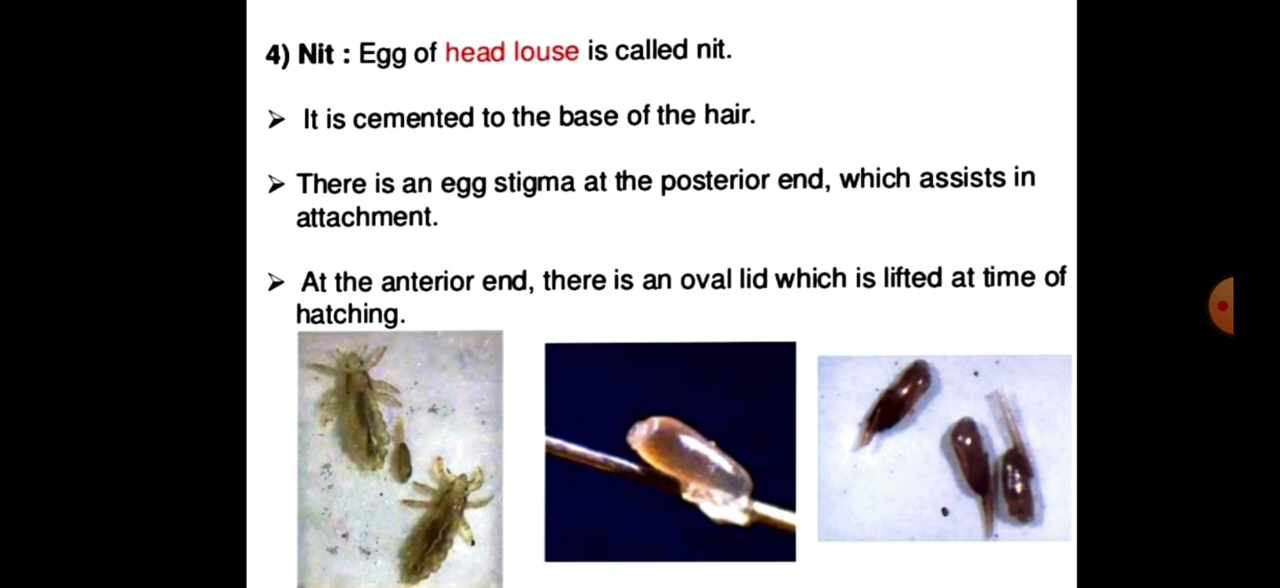 4) Nit : Egg of head louse is called nit.
➢ It is cemented to the base of the hair.
➢ There is an egg stigma at the posterior end, which assists in
attachment.
➢ At the anterior end, there is an oval lid which is lifted at time of
hatching.